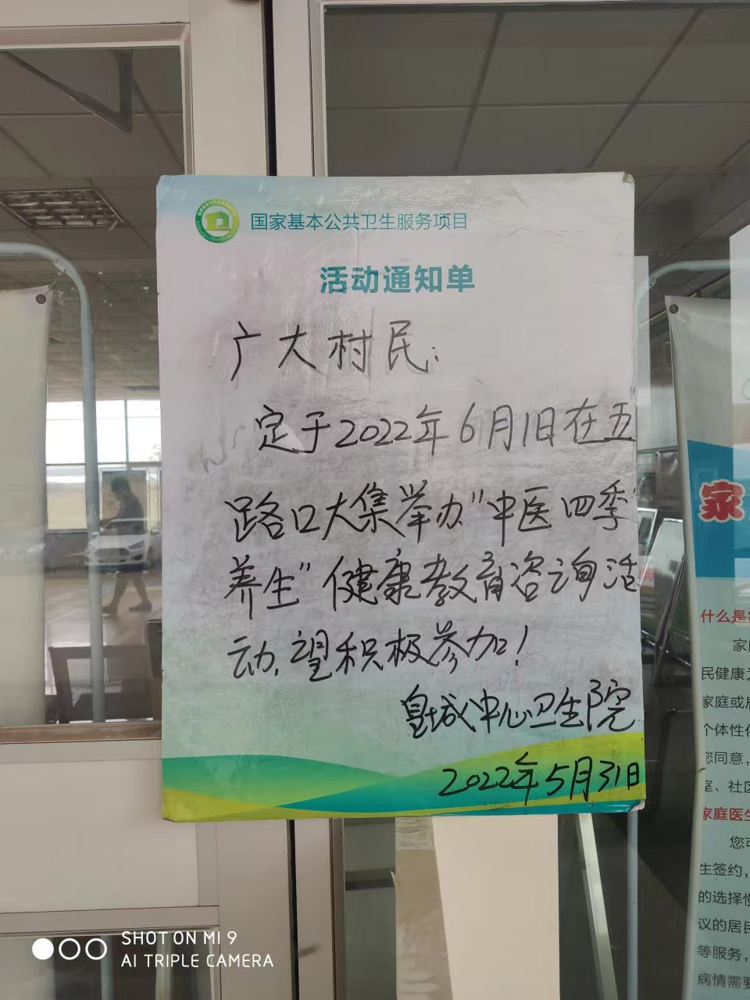 国家基本公共卫生服务项目
活动通知单
广大村民：
定于2022年6月1日在五
路口大集举办"中医四季
养生"健康教育咨询活
动,望积极参加!
皇城中心卫生院
2022年5月31日
家
什么是
家
民健康
家庭或
个体性
您同意，
室、社区
家庭医生
您可
生签约，
的选择
议的居民
等服务，
病情需要
SHOT ON MI 9
AI TRIPLE CAMERA